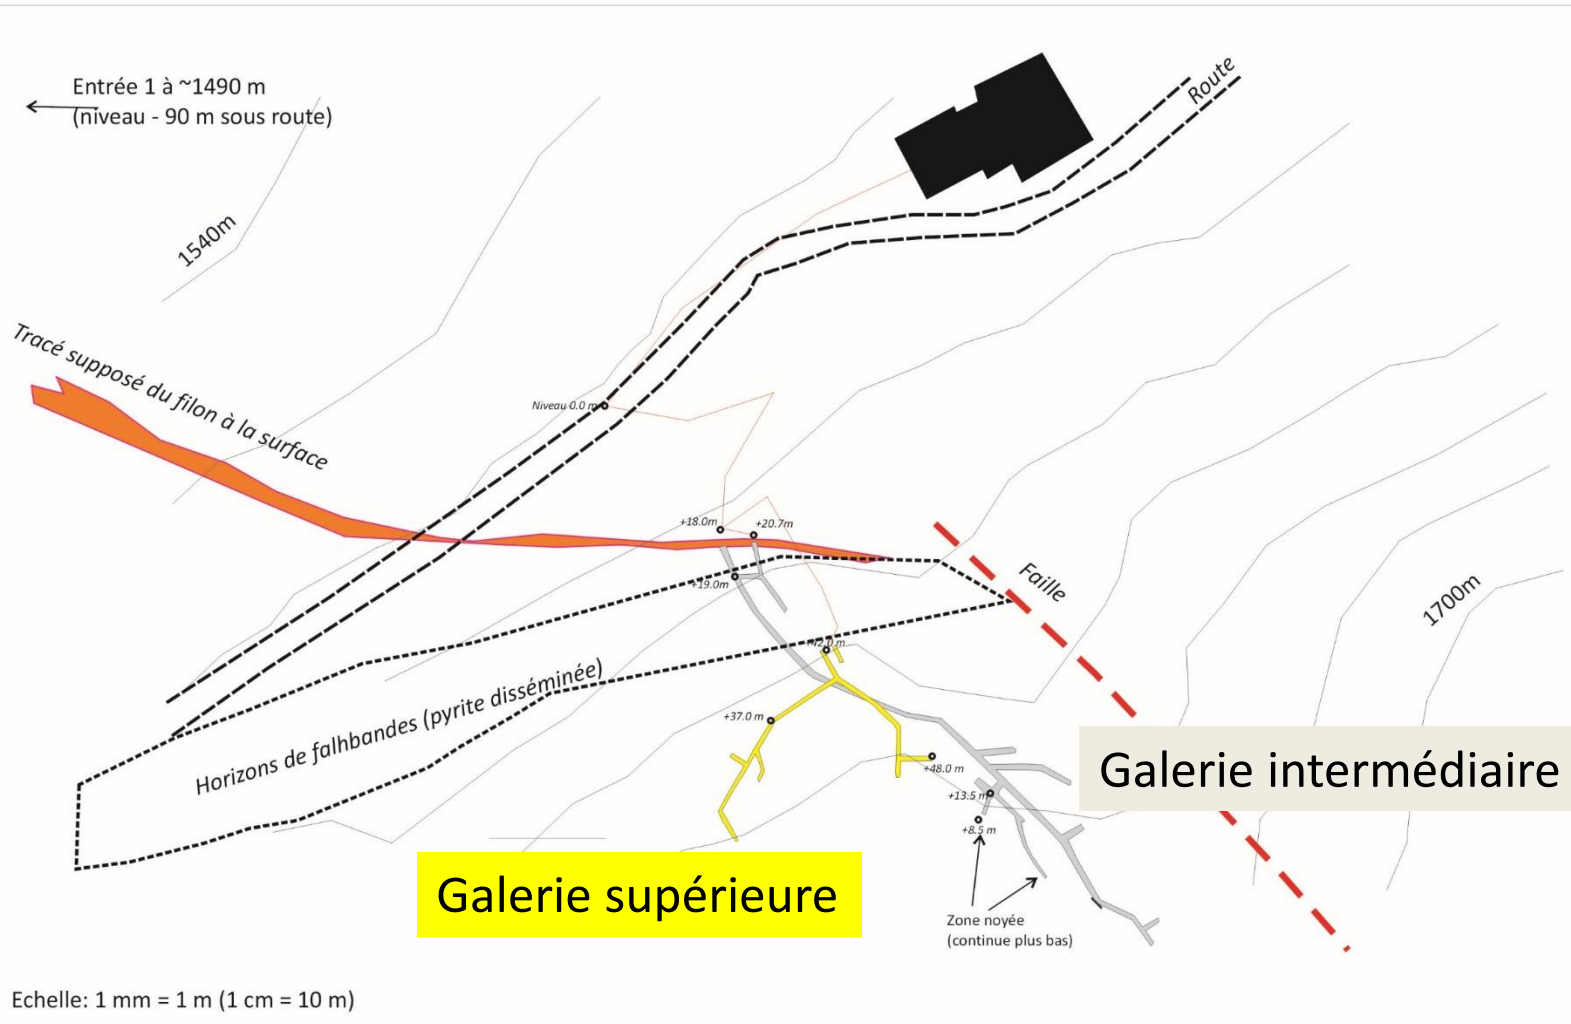 Entrée 1 à ~1490 m
(niveau - 90 m sous route)
Route
1540m
Tracé supposé du filon à la surface
Niveau 0.0 m
+18.0m
+20.7m
+19.0m
Faille
1700m
+42.0 m
Horizons de falhbandes (pyrite disséminée)
+37.0 m
+48.0 m
Galerie intermédiaire
+13.5 m
+8.5 m
Galerie supérieure
Zone noyée
(continue plus bas)
Echelle: 1 mm = 1 m (1 cm = 10 m)